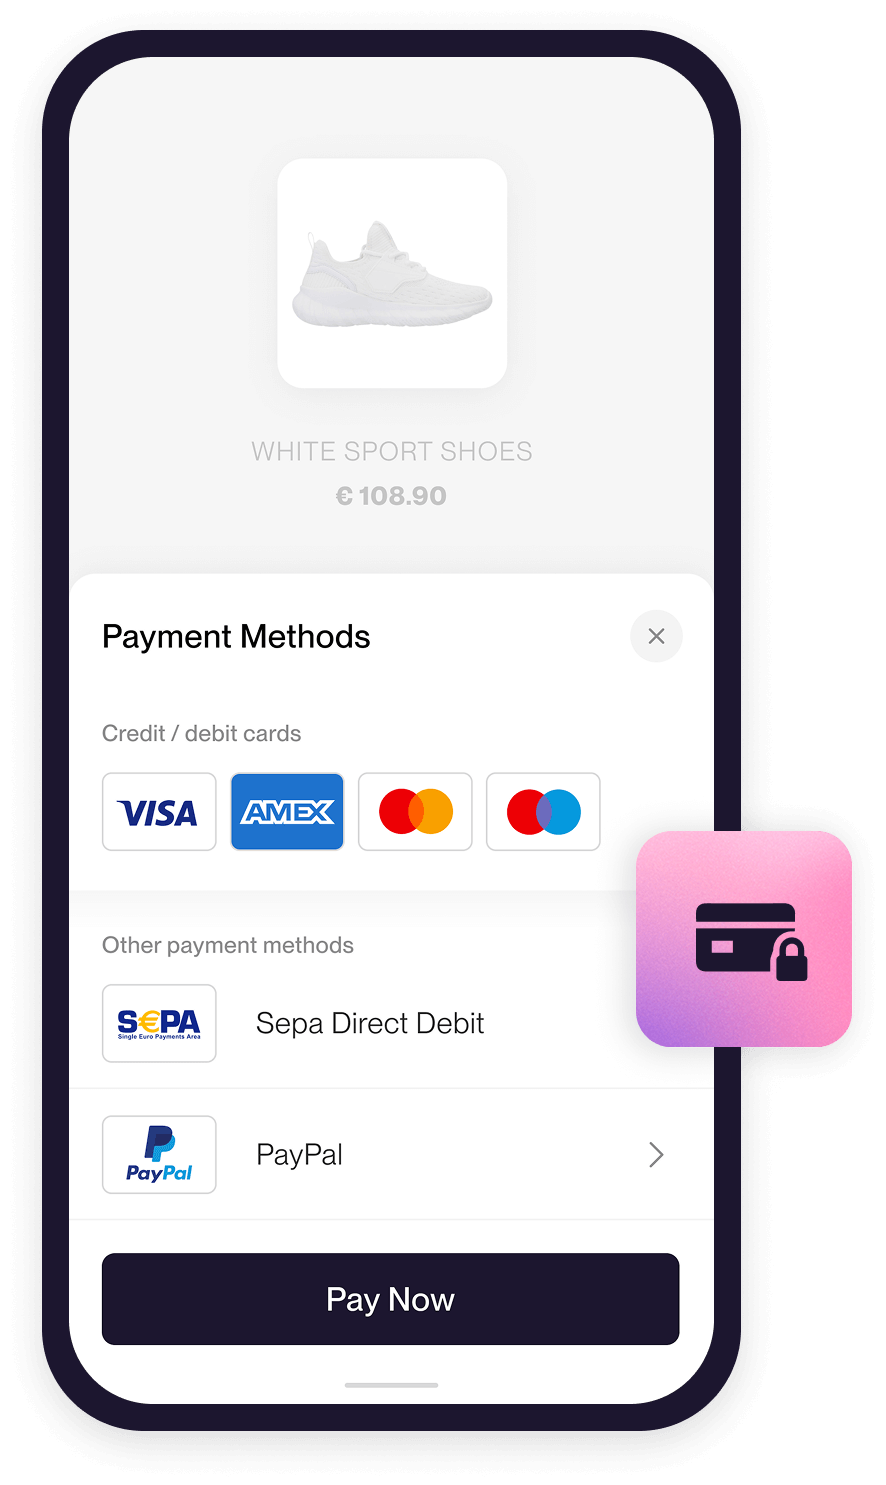 WHITE SPORT SHOES
€ 108.90
Payment Methods
Credit / debit cards
VISA
AMEX
Other payment methods
S€PA
Single Euro Payments Area
Sepa Direct Debit
PayPal
PayPal
Pay Now